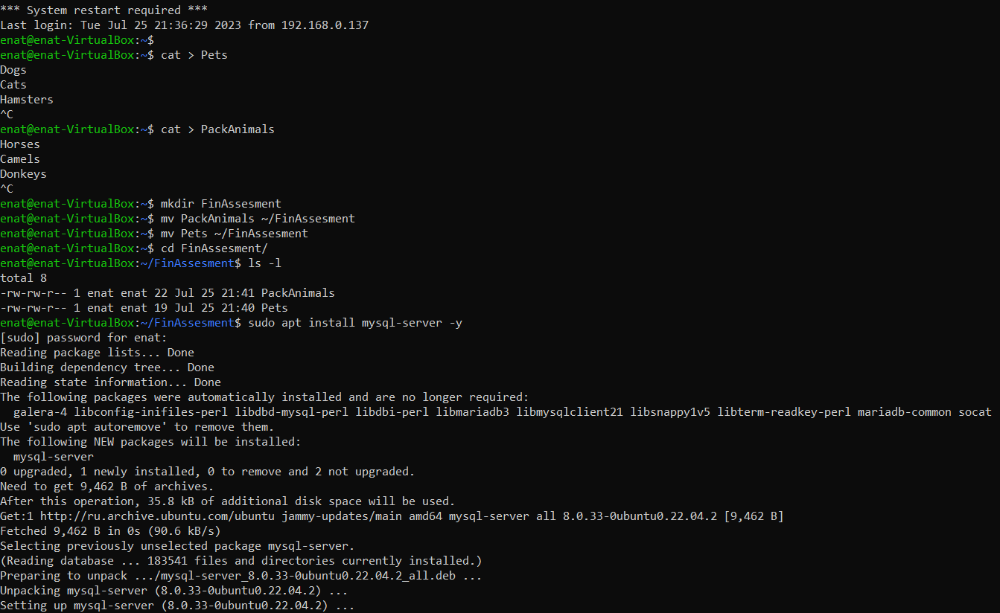 *** System restart required ***
Last login: Tue Jul 25 21:36:29 2023 from 192.168.0.137
enat@enat-VirtualBox:~$
enat@enat-VirtualBox:~$ cat > Pets
Dogs
Cats
Hamsters
^C
enat@enat-VirtualBox:~$ cat > PackAnimals
Horses
Camels
Donkeys
^C
enat@enat-VirtualBox:~$ mkdir FinAssesment
enat@enat-VirtualBox:~$ mv PackAnimals ~/FinAssesment
enat@enat-VirtualBox:~$ mv Pets ~/FinAssesment
enat@enat-VirtualBox:~$ cd FinAssesment/
enat@enat-VirtualBox:~/FinAssesment$ ls -l
total 8
-rw-rw-r-- 1 enat enat 22 Jul 25 21:41 PackAnimals
-rw-rw-r-- 1 enat enat 19 Jul 25 21:40 Pets
enat@enat-VirtualBox:~/FinAssesment$ sudo apt install mysql-server -y
[sudo] password for enat:
Reading package lists... Done
Building dependency tree... Done
Reading state information... Done
The following packages were automatically installed and are no longer required:
  galera-4 libconfig-inifiles-perl libdbd-mysql-perl libdbi-perl libmariadb3 libmysqlclient21 libsnappy1v5 libterm-readkey-perl mariadb-common socat
Use 'sudo apt autoremove' to remove them.
The following NEW packages will be installed:
  mysql-server
0 upgraded, 1 newly installed, 0 to remove and 2 not upgraded.
Need to get 9,462 B of archives.
After this operation, 35.8 kB of additional disk space will be used.
Get:1 http://ru.archive.ubuntu.com/ubuntu jammy-updates/main amd64 mysql-server all 8.0.33-0ubuntu0.22.04.2 [9,462 B]
Fetched 9,462 B in 0s (90.6 kB/s)
Selecting previously unselected package mysql-server.
(Reading database ... 183541 files and directories currently installed.)
Preparing to unpack .../mysql-server_8.0.33-0ubuntu0.22.04.2_all.deb ...
Unpacking mysql-server (8.0.33-0ubuntu0.22.04.2) ...
Setting up mysql-server (8.0.33-0ubuntu0.22.04.2) ...